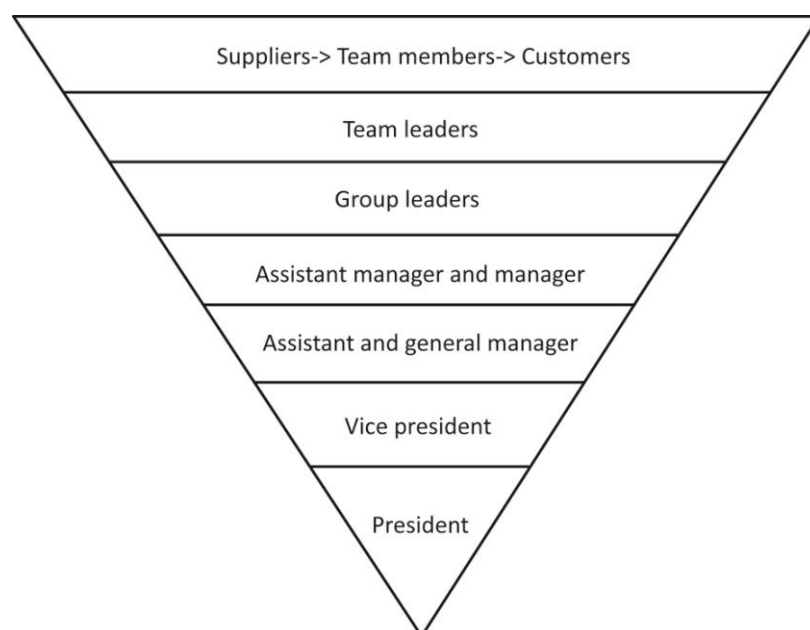 Suppliers-> Team members-> Customers
Team leaders
Group leaders
Assistant manager and manager
Assistant and general manager
Vice president
President